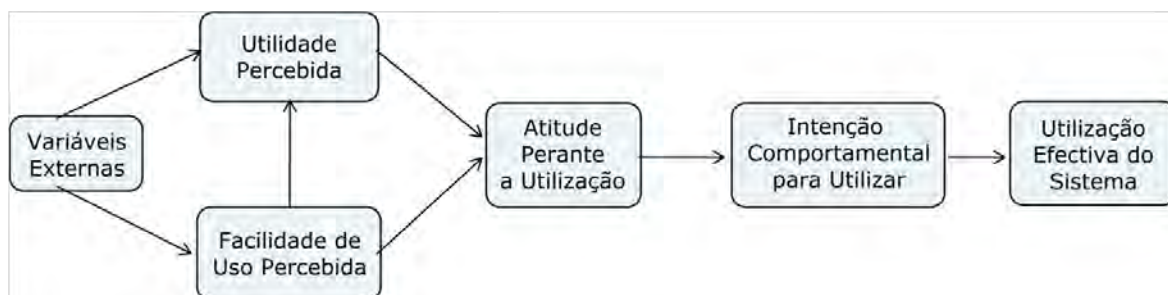 Utilidade
Percebida
Variáveis
Externas
Facilidade de
Uso Percebida
Atitude
Perante
a Utilização
Intenção
Comportamental
para Utilizar
Utilização
Efectiva do
Sistema